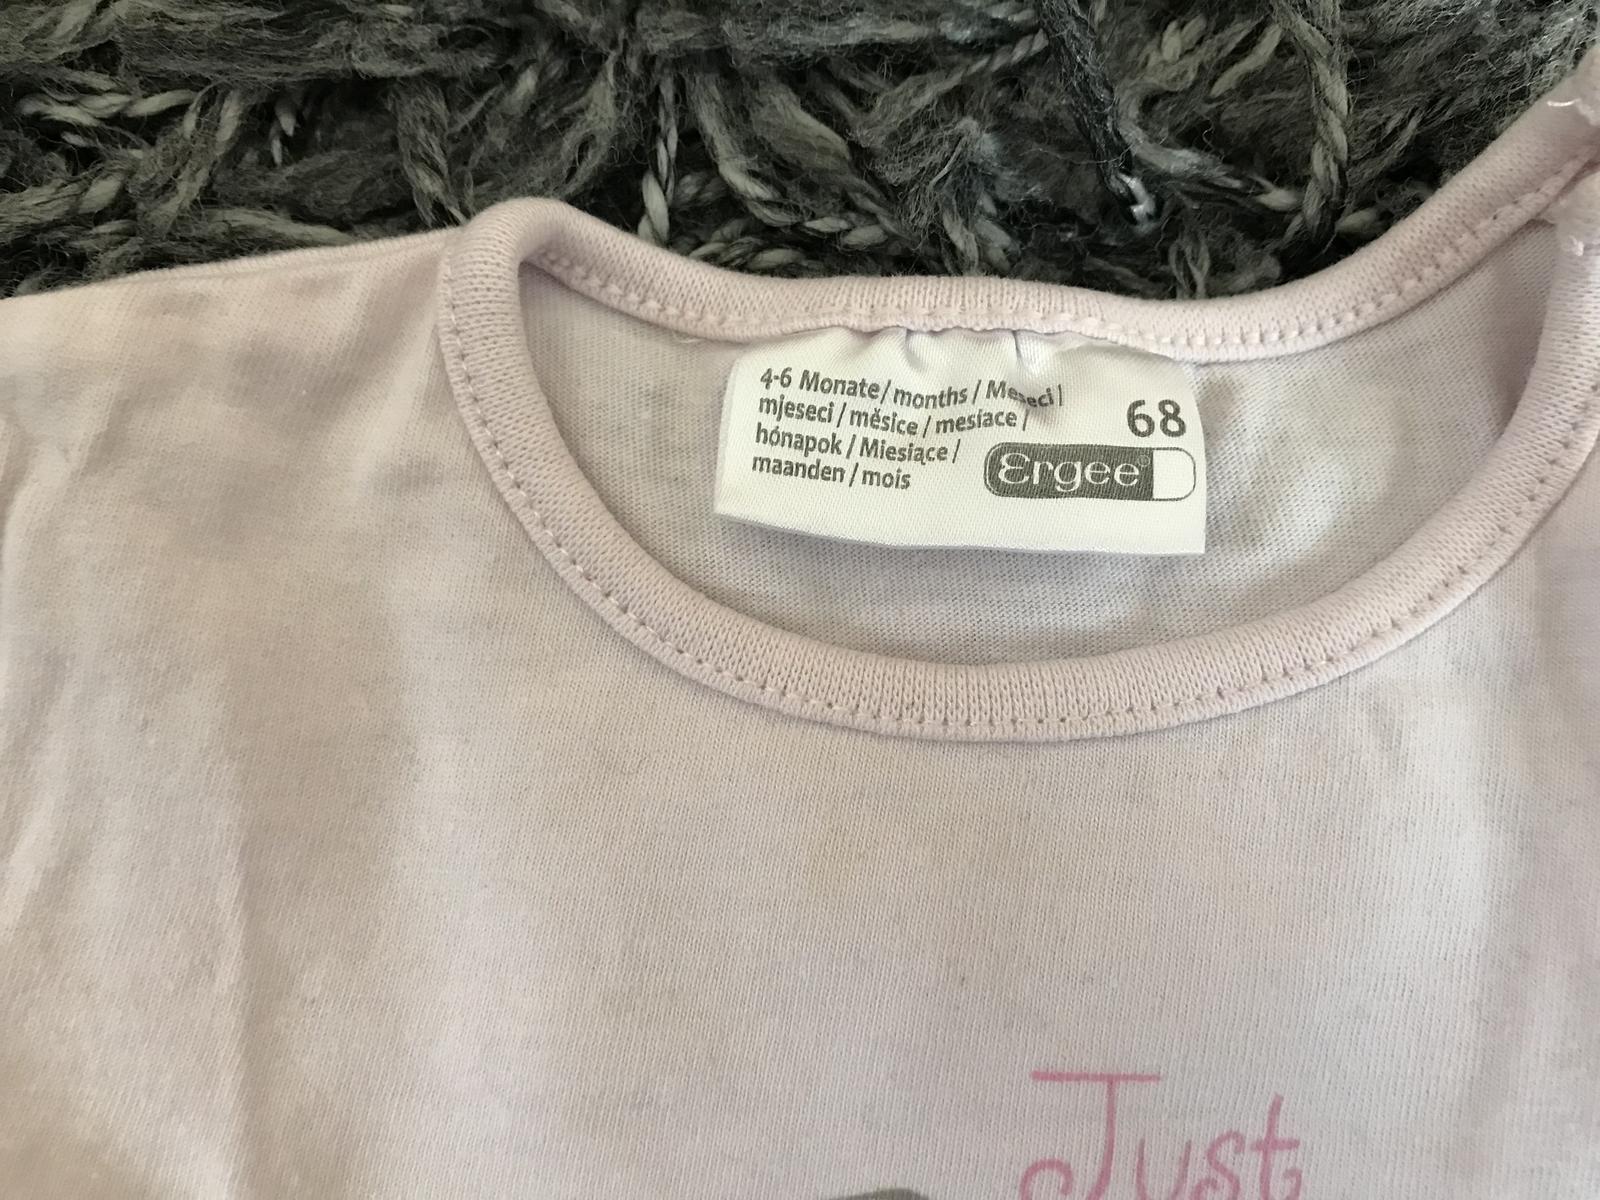 4-6 Monate / months / Meseci |
mjeseci / měsíce / mesiace /
hónapok / Miesiące /
maanden / mois
68
Ergee®
Just